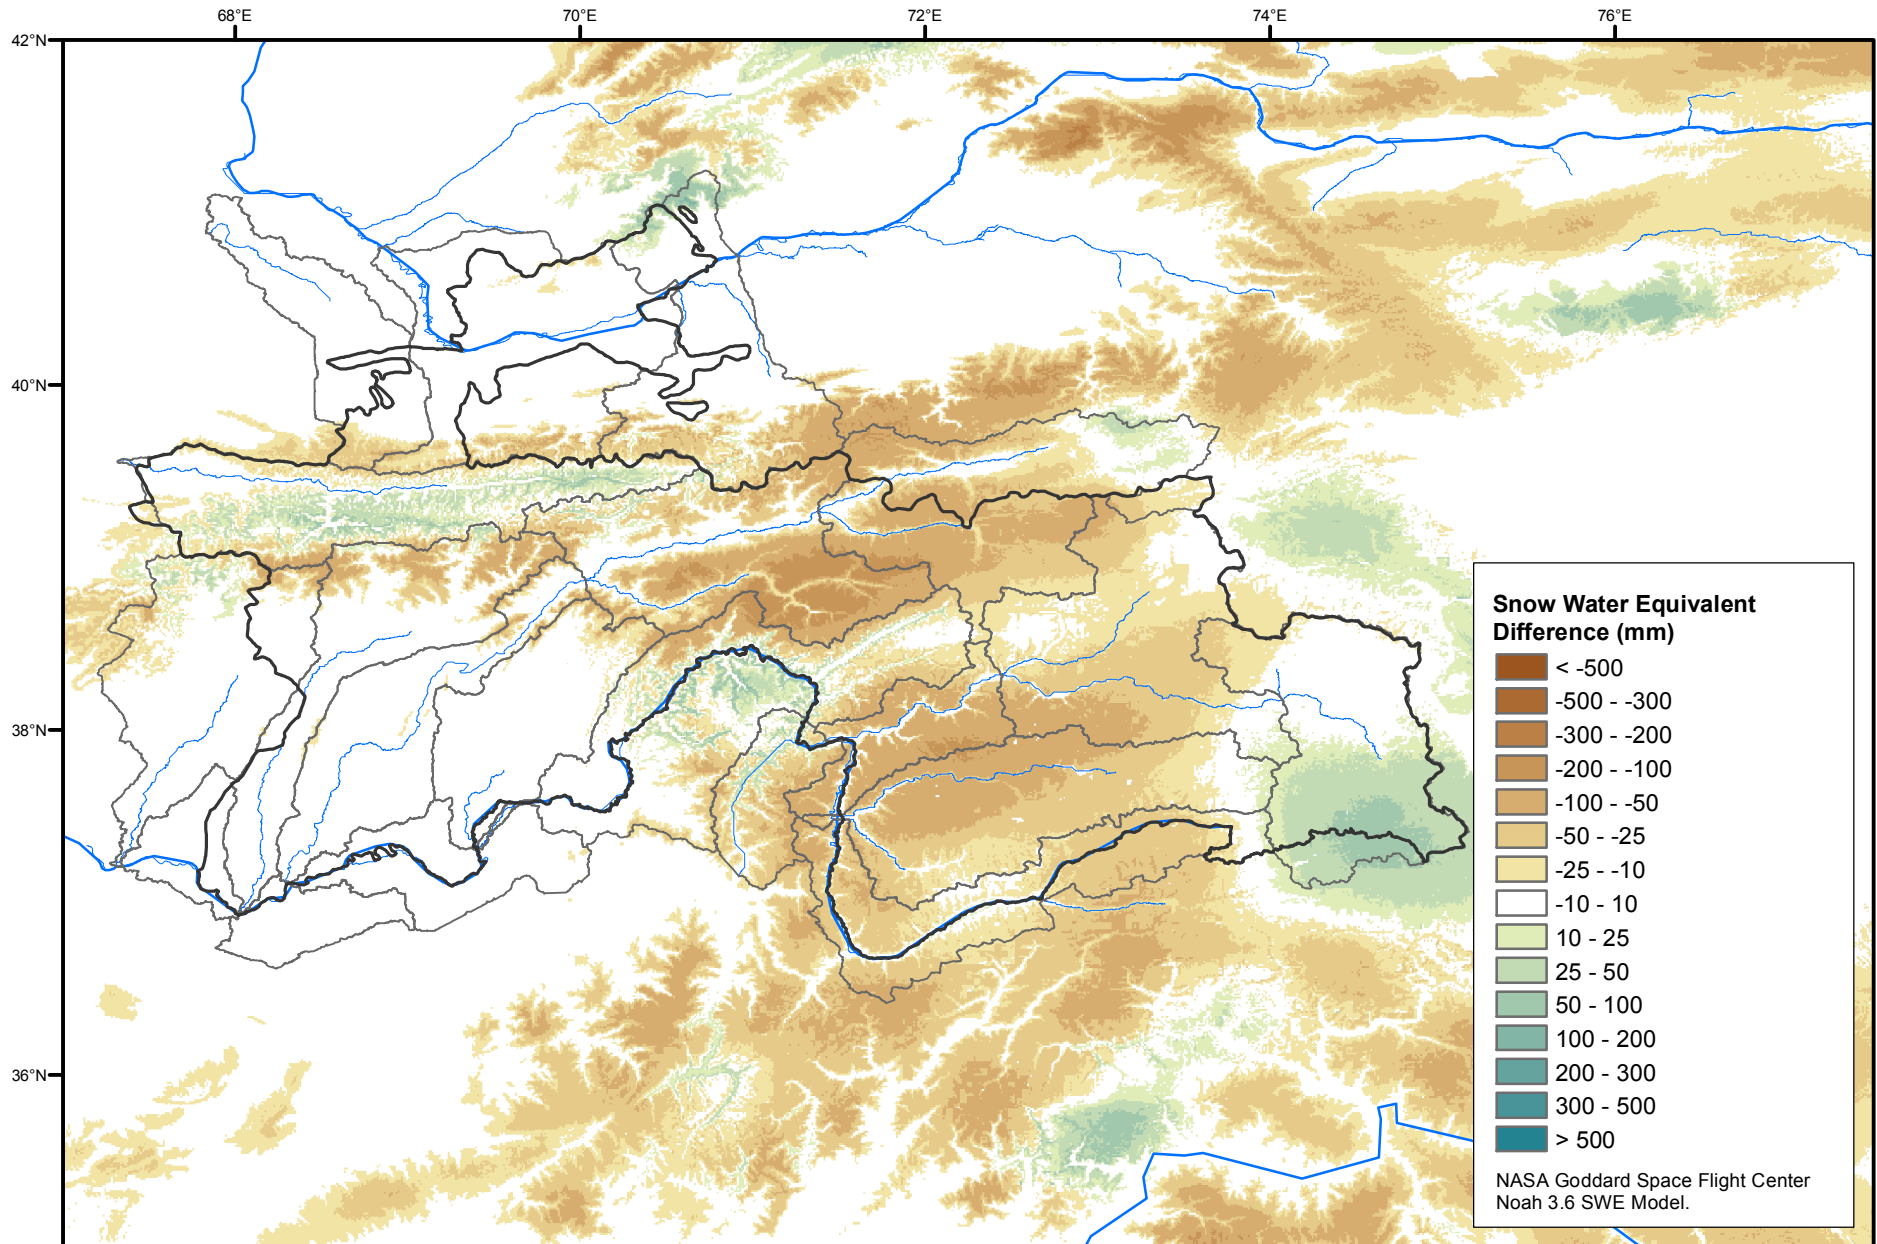 68°E
70°E
72°E
74°E
76°E
42°N
40°N
38°N
36°N
Snow Water Equivalent
Difference (mm)
< -500
-500 - -300
-300 - -200
-200 - -100
-100 - -50
-50 - -25
-25 - -10
-10 - 10
10 - 25
25 - 50
50 - 100
100 - 200
200 - 300
300 - 500
> 500
NASA Goddard Space Flight Center
Noah 3.6 SWE Model.